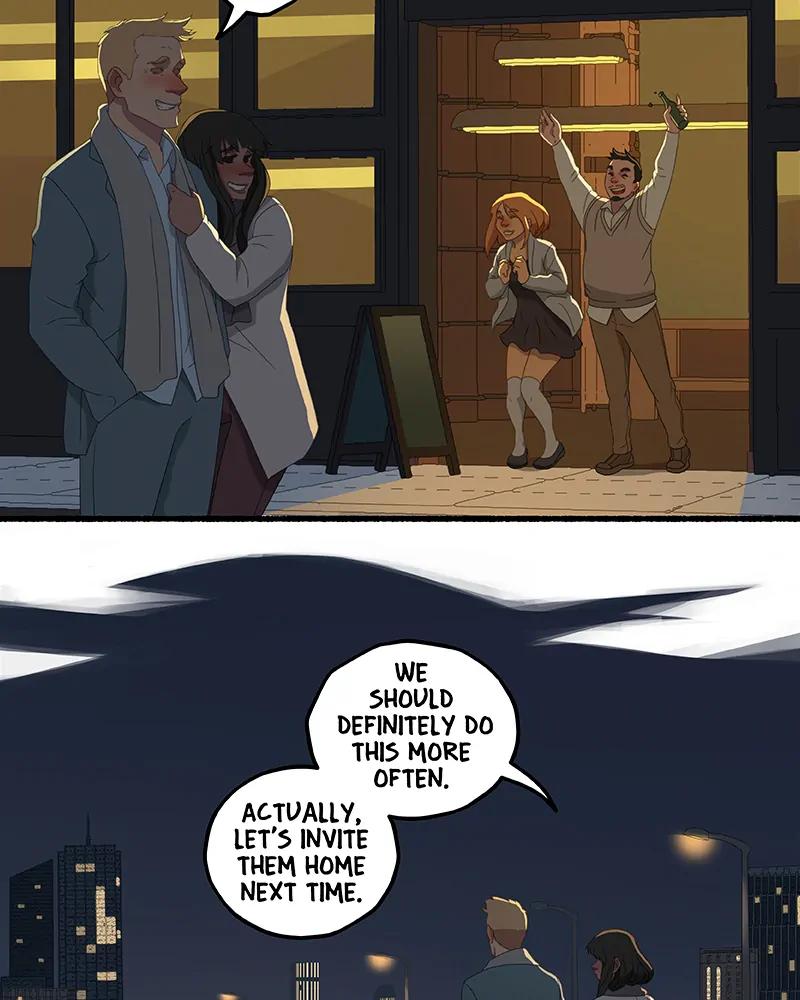 WE
SHOULD
DEFINITELY DO
THIS MORE
OFTEN.
ACTUALLY,
LET'S INVITE
THEM HOME
NEXT TIME.